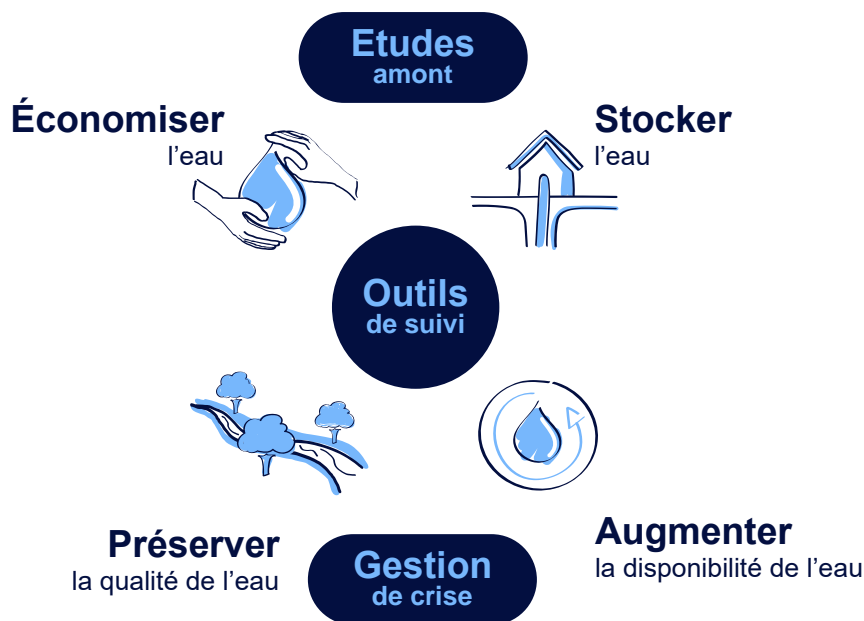 Etudes
amont
Économiser
l'eau
Stocker
l'eau
Outils
de suivi
Préserver
la qualité de l'eau
Gestion
de crise
Augmenter
la disponibilité de l'eau